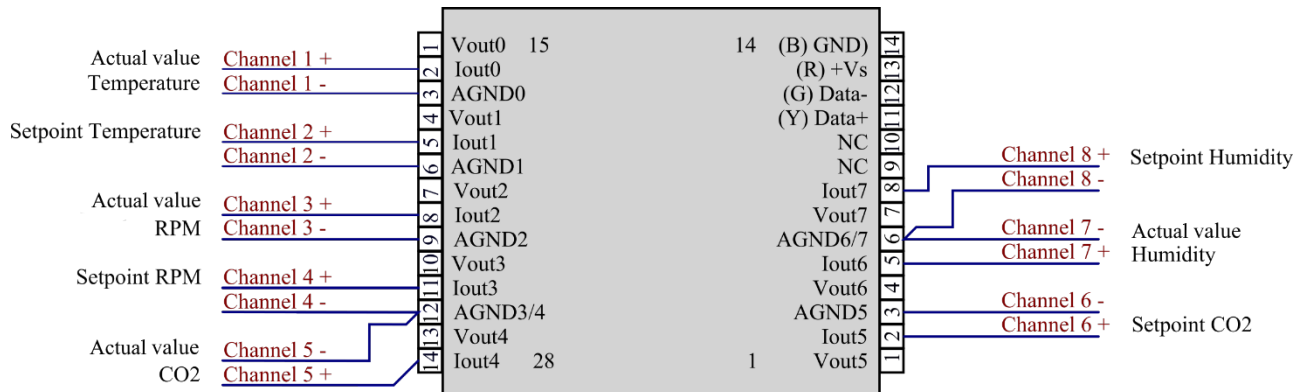 Actual value
Temperature
Channel 1 +
Channel 1 -
Setpoint Temperature
Channel 2 +
Channel 2 -
Actual value
RPM
Channel 3 +
Channel 3 -
Setpoint RPM
Channel 4 +
Channel 4 -
Actual value
CO2
Channel 5 -
Channel 5 +
1 Vout0 15
2 Iout0
3 AGND0
4 Vout1
5 Iout1
6 AGND1
7 Vout2
8 Iout2
9 AGND2
10 Vout3
11 Iout3
12 AGND3/4
13 Vout4
14 Iout4 28
14 (B) GND) 14
(R) +Vs 13
(G) Data- 12
(Y) Data+ 11
NC 10
NC 9
Iout7 8
Vout7 7
AGND6/7 6
Iout6 5
Vout6 4
AGND5 3
Iout5 2
1 Vout5 1
Channel 8 + Setpoint Humidity
Channel 8 -
Channel 7 -
Channel 7 +
Actual value
Humidity
Channel 6 -
Channel 6 + Setpoint CO2